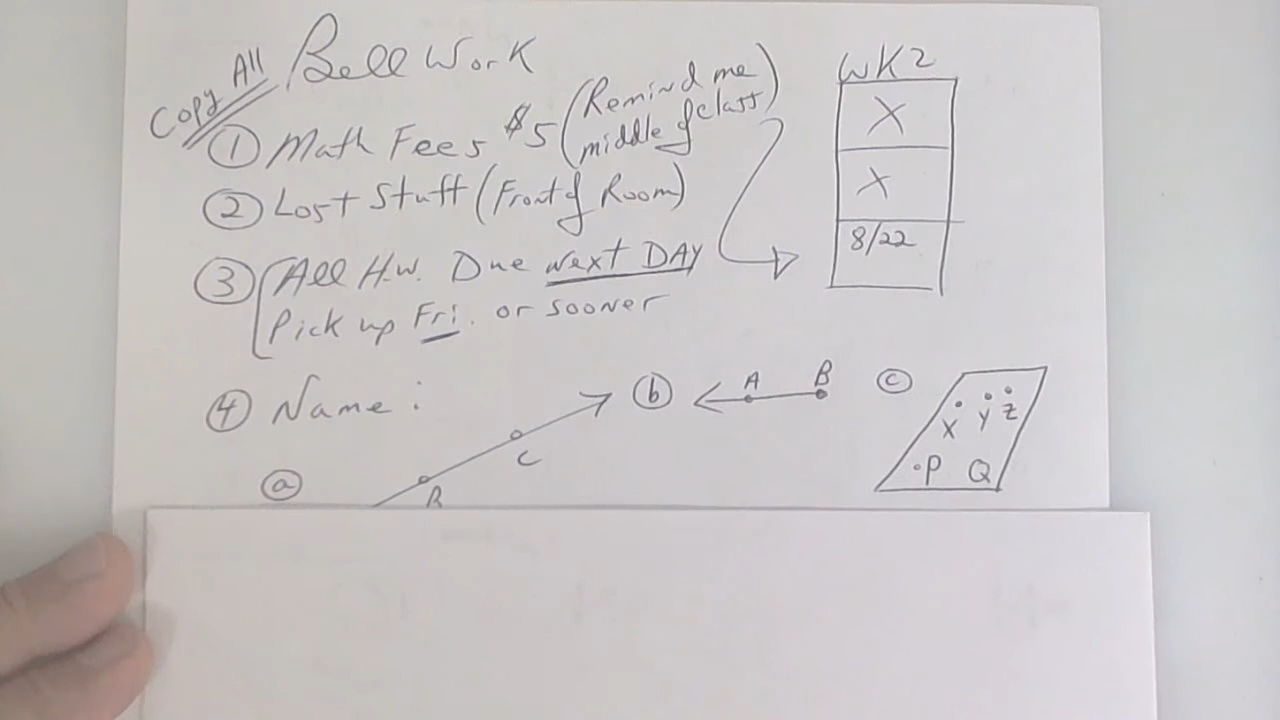 Copy All
Bell Work
① Math Fees $5 (Remind me middle of class)
② Lost Stuff (Front of Room)
③ All H.W. Due Next DAY
Pick up Fri. or sooner
WK2
X
X
8/22
④ Name:
ⓐ
C
ⓑ A B
ⓒ
X Y Z
P Q